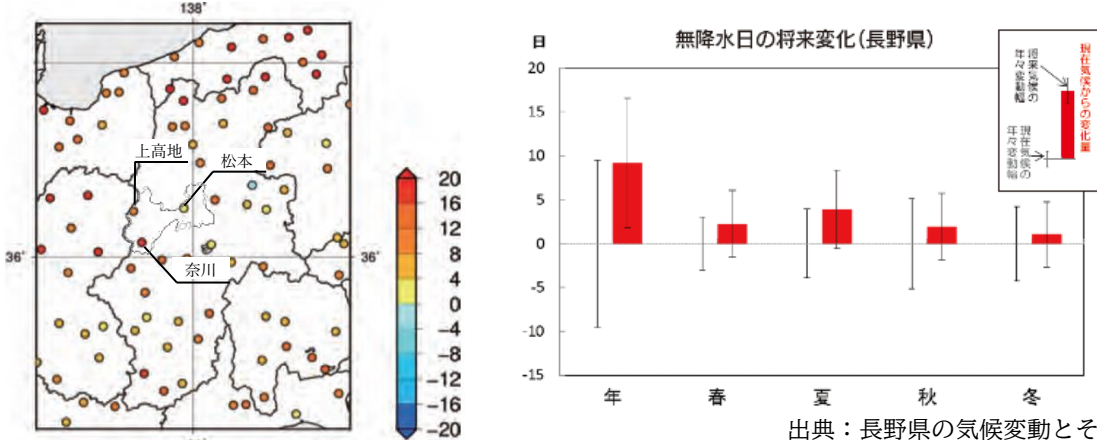 138°
上高地
松本
奈川
36°
36°
20
16
12
8
4
0
−4
−8
−12
−16
−20
無降水日の将来変化(長野県)
日
20
15
10
5
0
-5
-10
-15
年
春
夏
秋
冬
現在気候からの変化量
将来気候の
年々変動幅
現在気候の
年々変動幅
出典：長野県の気候変動とそ